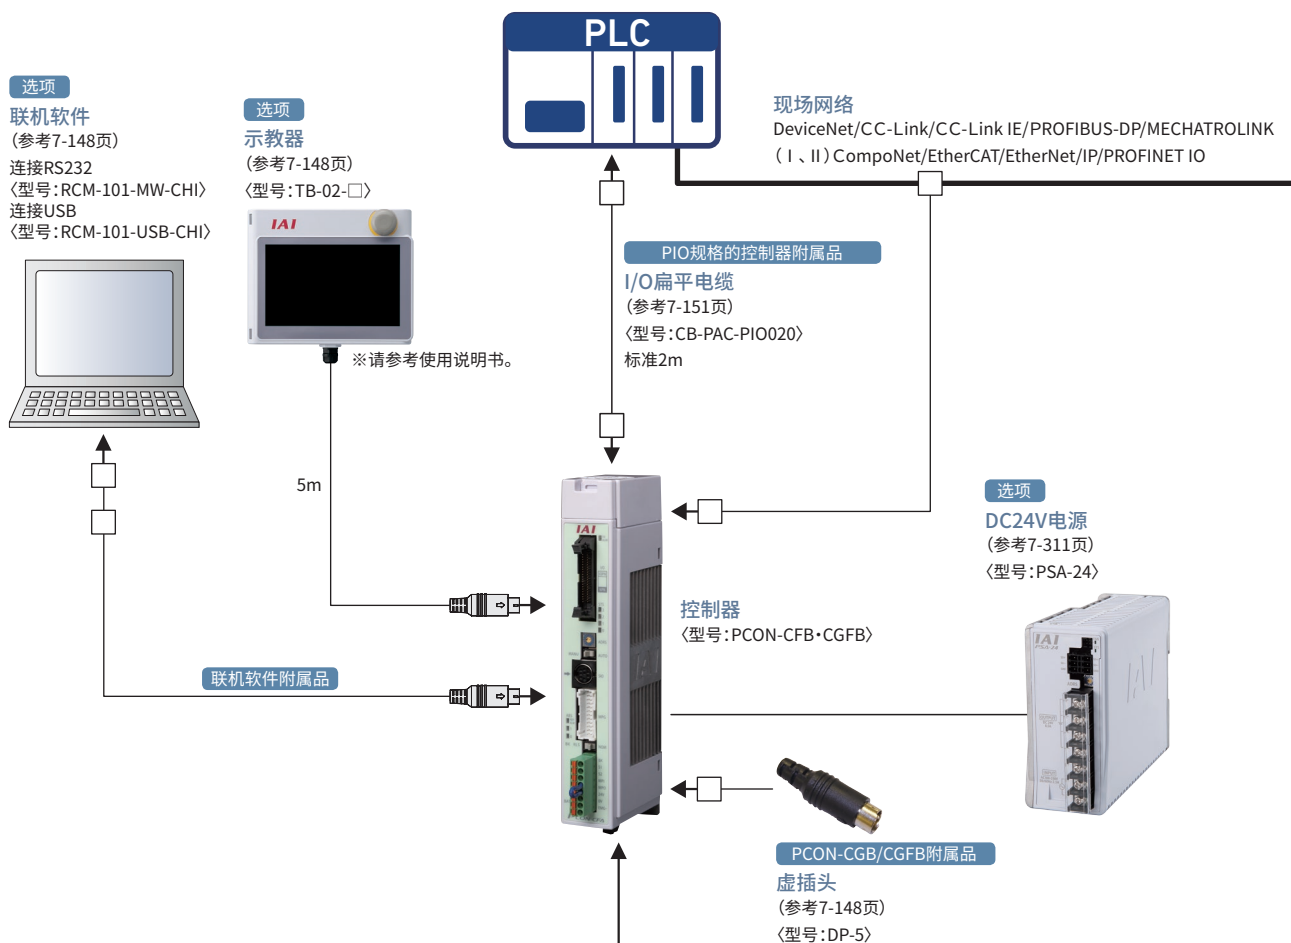 PLC
选项
联机软件
(参考7-148页)
连接RS232
〈型号:RCM-101-MW-CHI〉
连接USB
〈型号:RCM-101-USB-CHI〉
选项
示教器
(参考7-148页)
〈型号:TB-02-□〉
IAI
※请参考使用说明书。
现场网络
DeviceNet/CC-Link/CC-Link IE/PROFIBUS-DP/MECHATROLINK
(Ⅰ、Ⅱ) CompoNet/EtherCAT/EtherNet/IP/PROFINET IO
PIO规格的控制器附属品
I/O扁平电缆
(参考7-151页)
〈型号:CB-PAC-PIO020〉
标准2m
5m
IAI
控制器
〈型号:PCON-CFB•CGFB〉
选项
DC24V电源
(参考7-311页)
〈型号:PSA-24〉
IAI
PSA-24
联机软件附属品
PCON-CGB/CGFB附属品
虚插头
(参考7-148页)
〈型号:DP-5〉